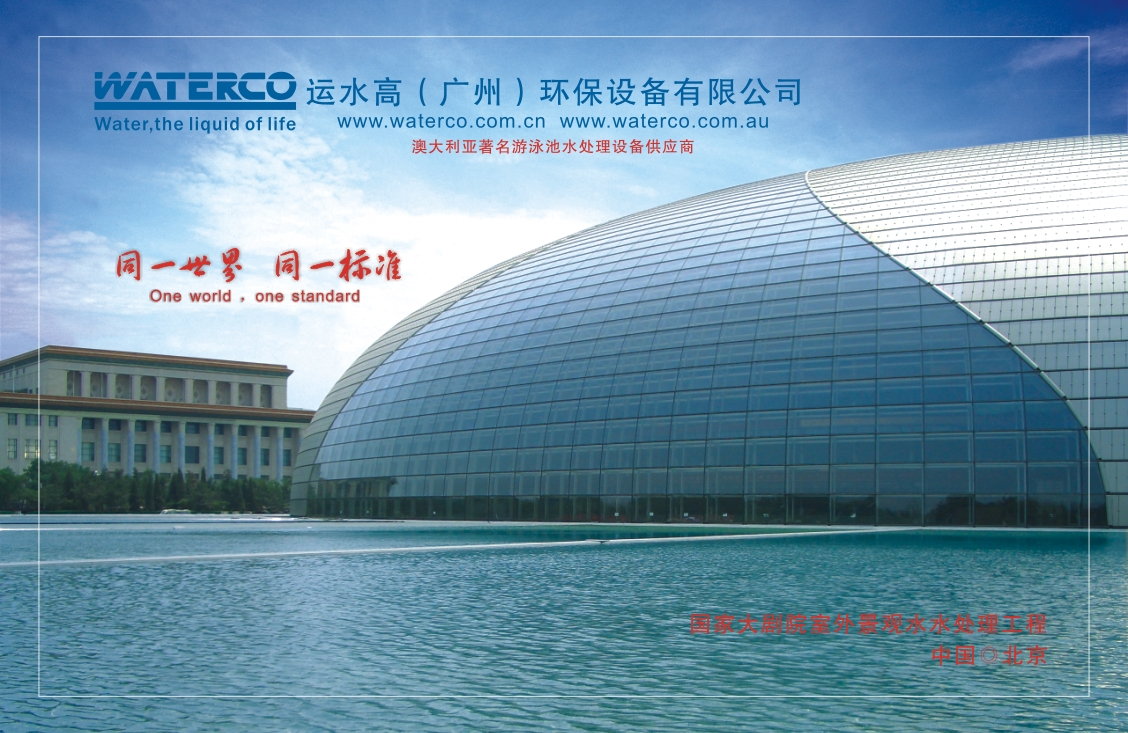 WATERCO 运水高（广州）环保设备有限公司
Water,the liquid of life www.waterco.com.cn www.waterco.com.au
澳大利亚著名游泳池水处理设备供应商
同一世界 同一标准
One world , one standard
国家大剧院室外景观水水处理工程
中国◎北京